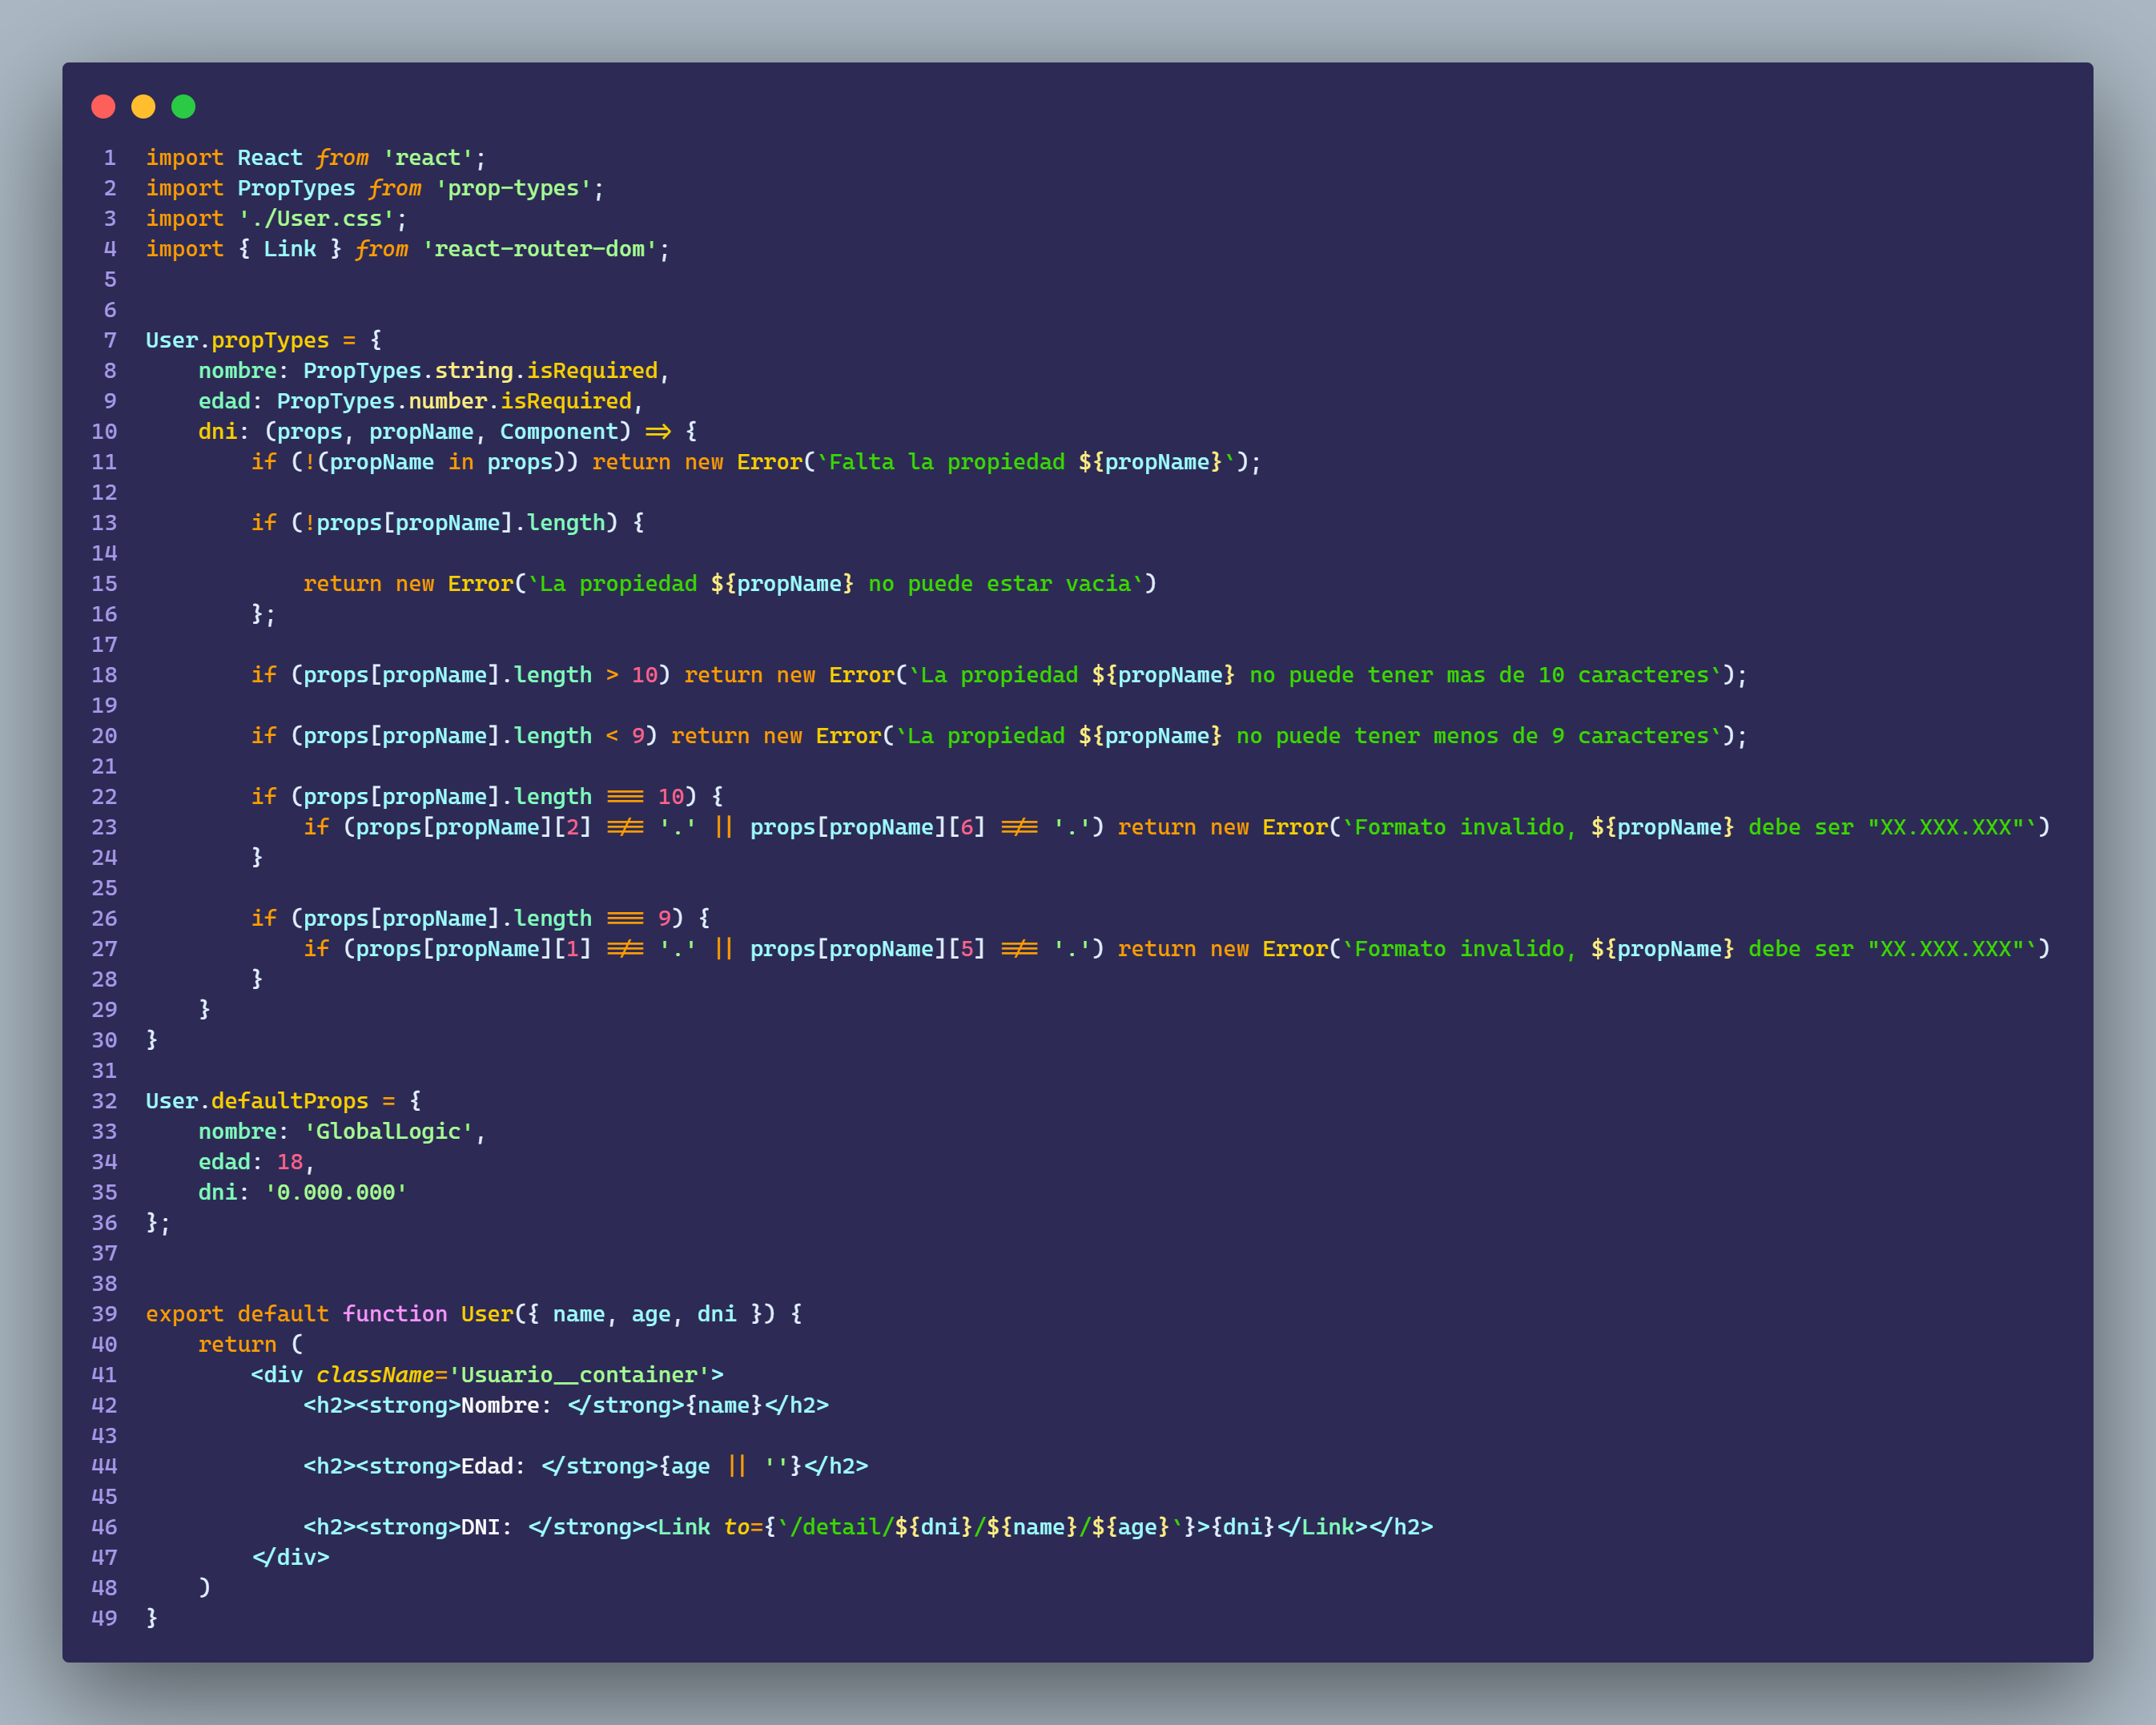 1 import React from 'react';
2 import PropTypes from 'prop-types';
3 import './User.css';
4 import { Link } from 'react-router-dom';
5
6
7 User.propTypes = {
8     nombre: PropTypes.string.isRequired,
9     edad: PropTypes.number.isRequired,
10     dni: (props, propName, Component) => {
11         if (!(propName in props)) return new Error(`Falta la propiedad ${propName}`);
12
13         if (!props[propName].length) {
14
15             return new Error(`La propiedad ${propName} no puede estar vacia`)
16         };
17
18         if (props[propName].length > 10) return new Error(`La propiedad ${propName} no puede tener mas de 10 caracteres`);
19
20         if (props[propName].length < 9) return new Error(`La propiedad ${propName} no puede tener menos de 9 caracteres`);
21
22         if (props[propName].length === 10) {
23             if (props[propName][2] !== '.' || props[propName][6] !== '.') return new Error(`Formato invalido, ${propName} debe ser "XX.XXX.XXX"`)
24         }
25
26         if (props[propName].length === 9) {
27             if (props[propName][1] !== '.' || props[propName][5] !== '.') return new Error(`Formato invalido, ${propName} debe ser "XX.XXX.XXX"`)
28         }
29     }
30 }
31
32 User.defaultProps = {
33     nombre: 'GlobalLogic',
34     edad: 18,
35     dni: '0.000.000'
36 };
37
38
39 export default function User({ name, age, dni }) {
40     return (
41         <div className='Usuario__container'>
42             <h2><strong>Nombre: </strong>{name}</h2>
43
44             <h2><strong>Edad: </strong>{age || ''}</h2>
45
46             <h2><strong>DNI: </strong><Link to={`/detail/${dni}/${name}/${age}`}>{dni}</Link></h2>
47         </div>
48     )
49 }